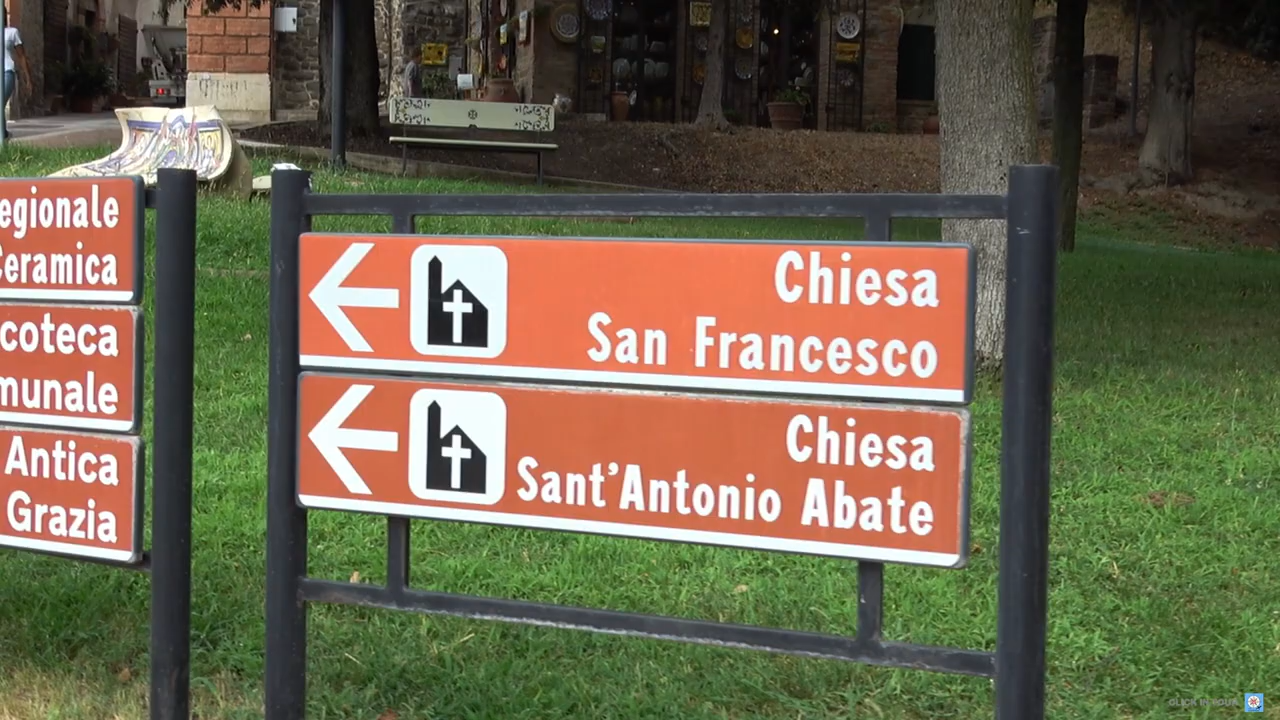 egionale
Ceramica
coteca
munale
Antica
Grazia
Chiesa
San Francesco
Chiesa
Sant'Antonio Abate